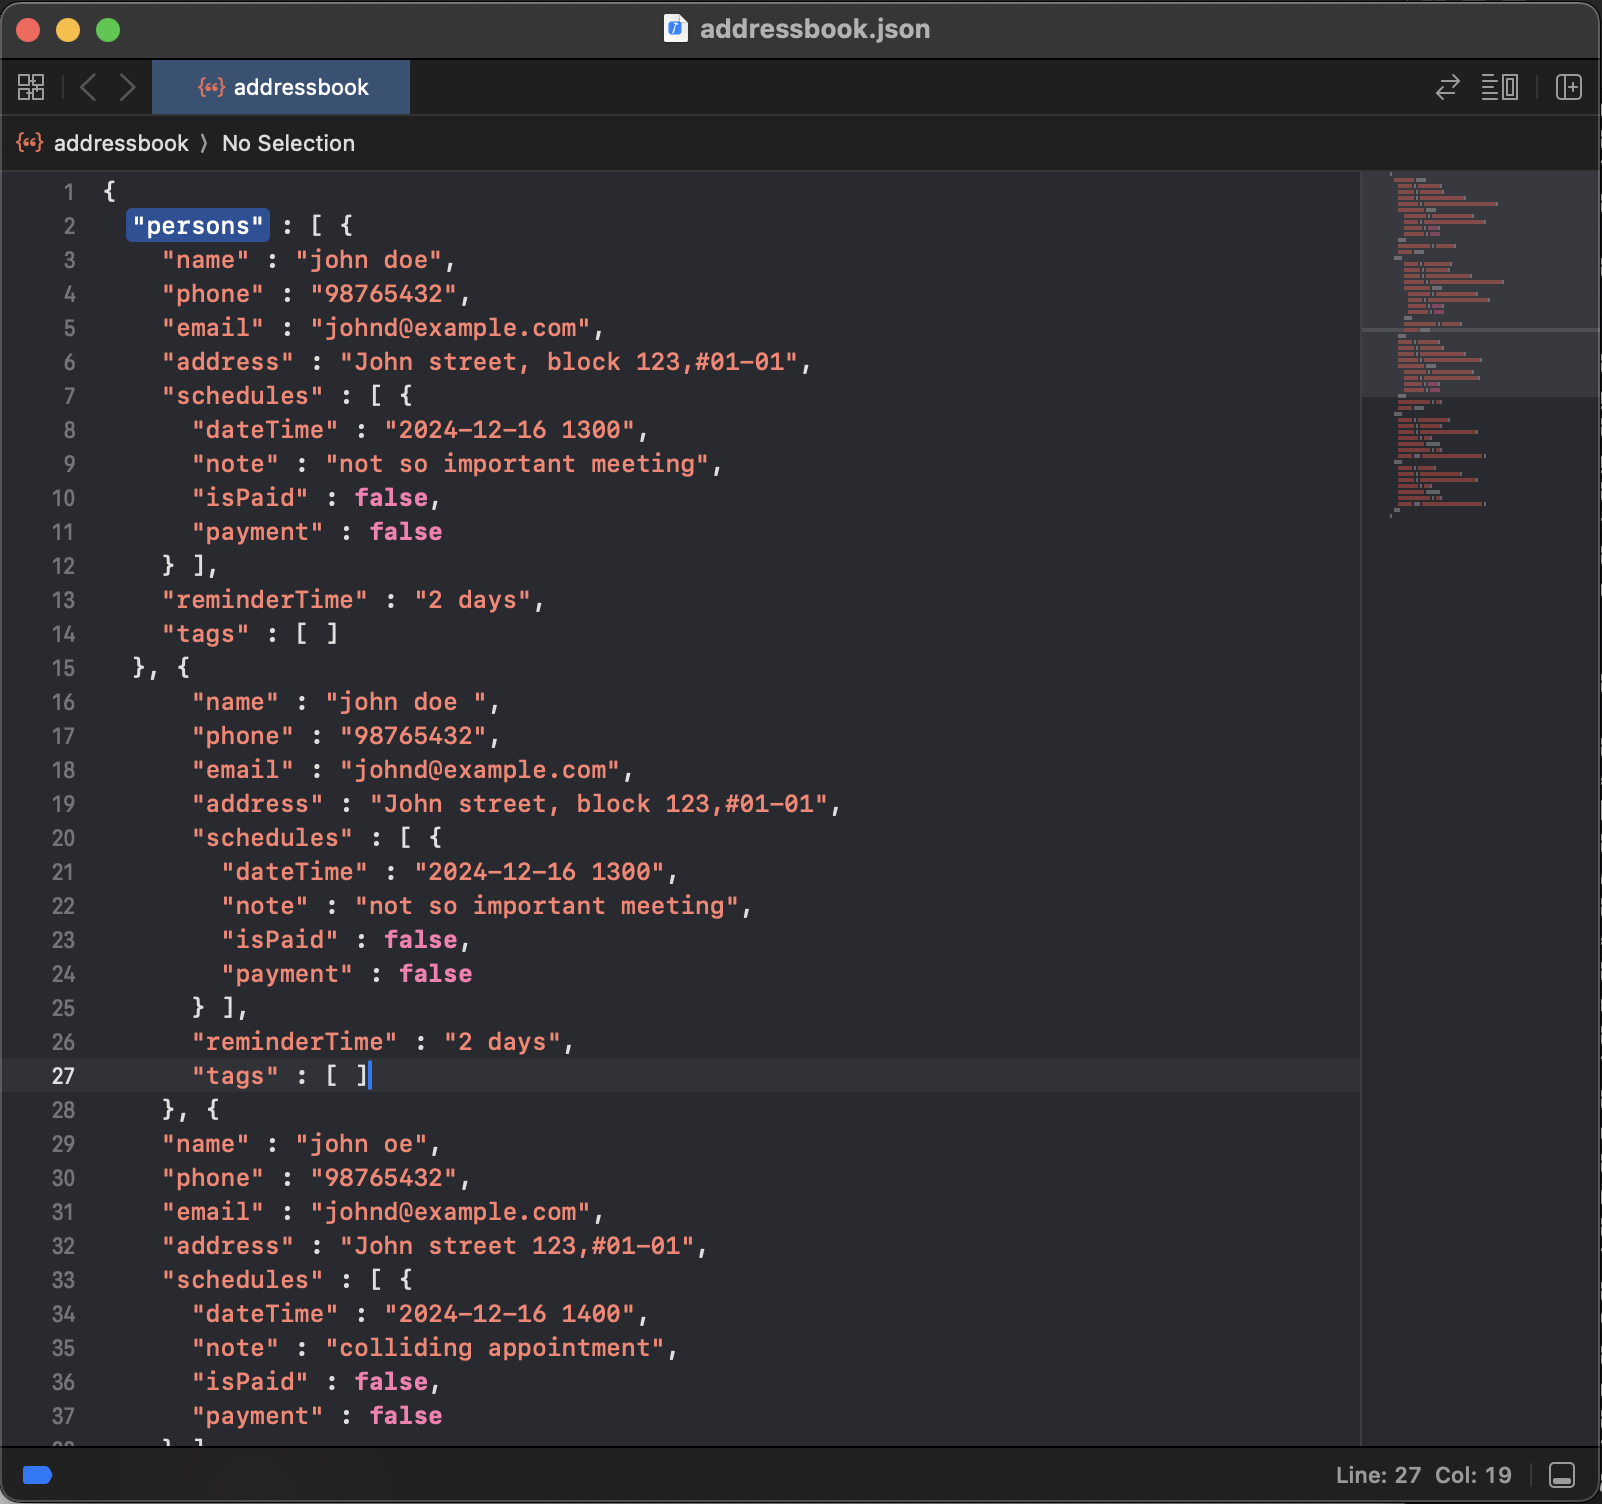 addressbook.json
addressbook
addressbook 〉 No Selection
1 {
2 "persons" : [ {
3 "name" : "john doe",
4 "phone" : "98765432",
5 "email" : "johnd@example.com",
6 "address" : "John street, block 123,#01-01",
7 "schedules" : [ {
8 "dateTime" : "2024-12-16 1300",
9 "note" : "not so important meeting",
10 "isPaid" : false,
11 "payment" : false
12 } ],
13 "reminderTime" : "2 days",
14 "tags" : [ ]
15 }, {
16 "name" : "john doe ",
17 "phone" : "98765432",
18 "email" : "johnd@example.com",
19 "address" : "John street, block 123,#01-01",
20 "schedules" : [ {
21 "dateTime" : "2024-12-16 1300",
22 "note" : "not so important meeting",
23 "isPaid" : false,
24 "payment" : false
25 } ],
26 "reminderTime" : "2 days",
27 "tags" : [ ]
28 }, {
29 "name" : "john oe",
30 "phone" : "98765432",
31 "email" : "johnd@example.com",
32 "address" : "John street 123,#01-01",
33 "schedules" : [ {
34 "dateTime" : "2024-12-16 1400",
35 "note" : "colliding appointment",
36 "isPaid" : false,
37 "payment" : false
Line: 27 Col: 19